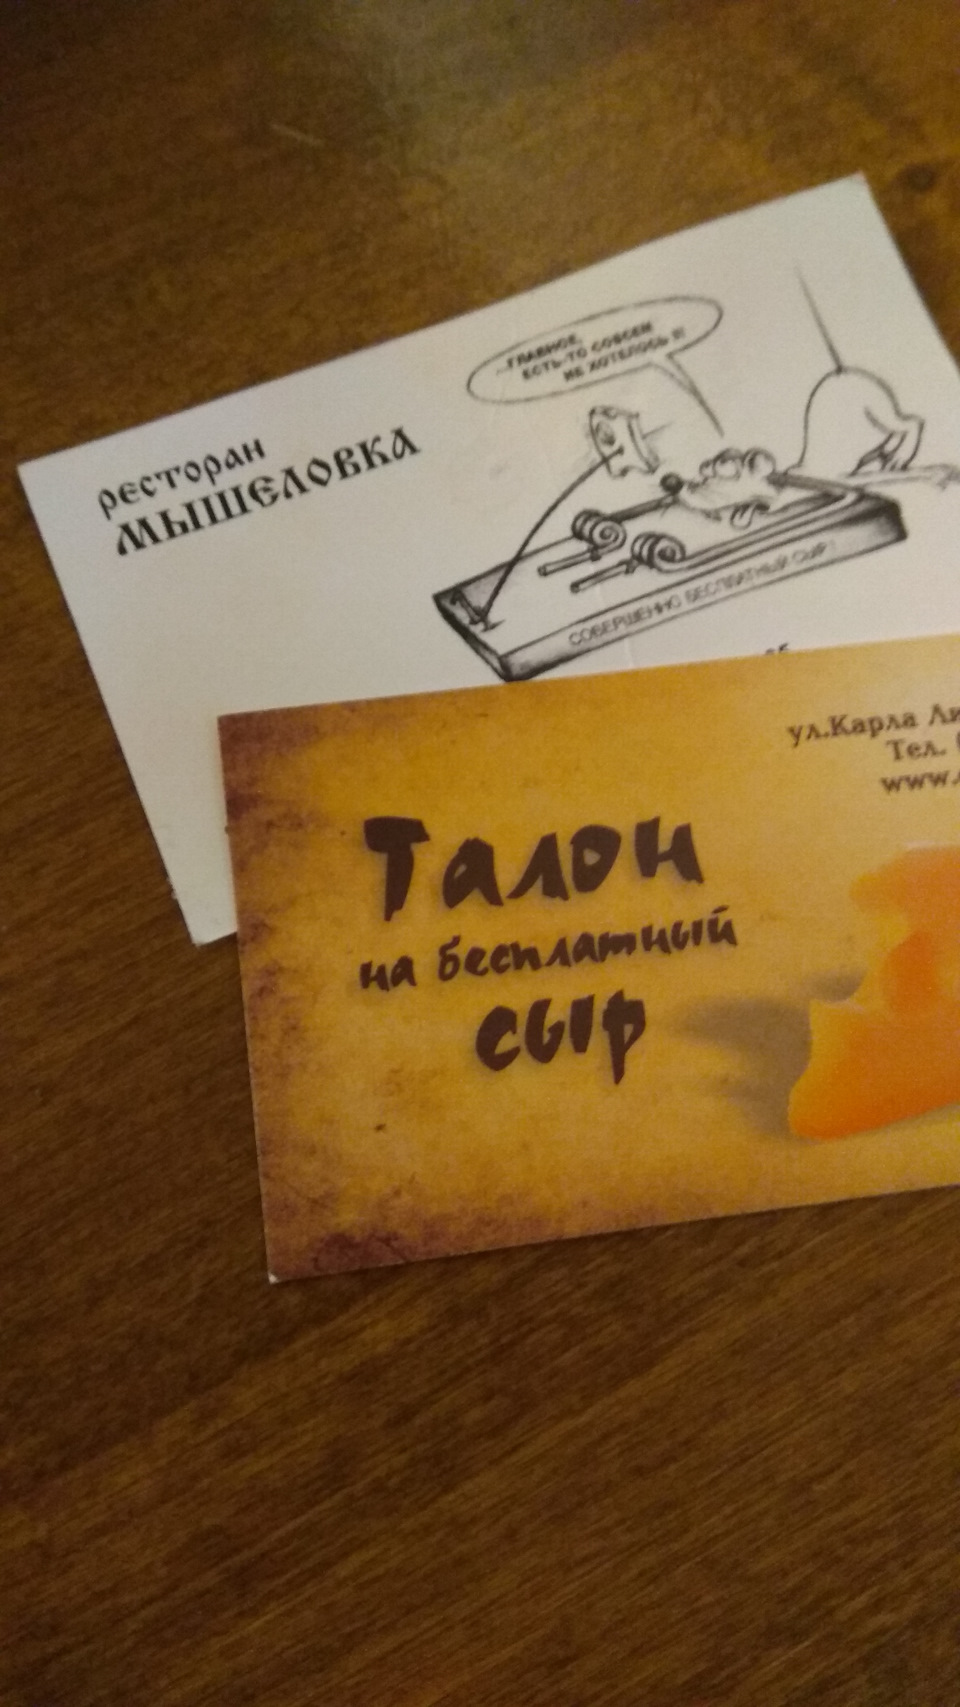 ресторан
МЫШЕЛОВКА
...ГЛАВНОЕ,
ЕСТЬ-ТО СОВСЕМ
НЕ ХОТЕЛОСЬ !!!
СОВЕРШЕННО БЕСПЛАТНЫЙ СЫР!
ул.Карла Ли
Тел. (
www.
Талон
на бесплатный
сыр